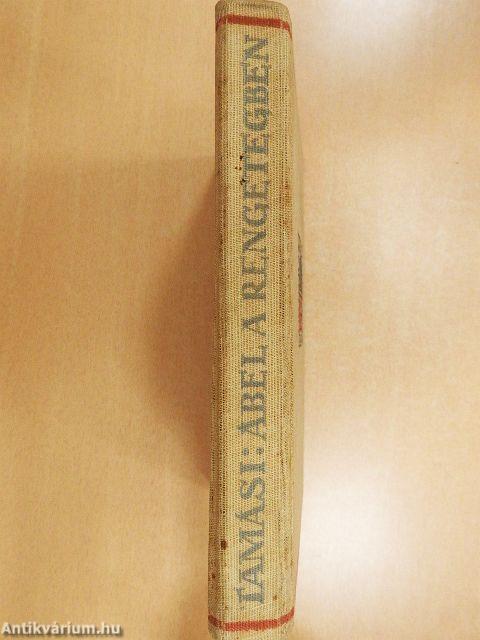 TAMÁSI: ÁBEL A RENGETEGBEN
Antikvárium.hu